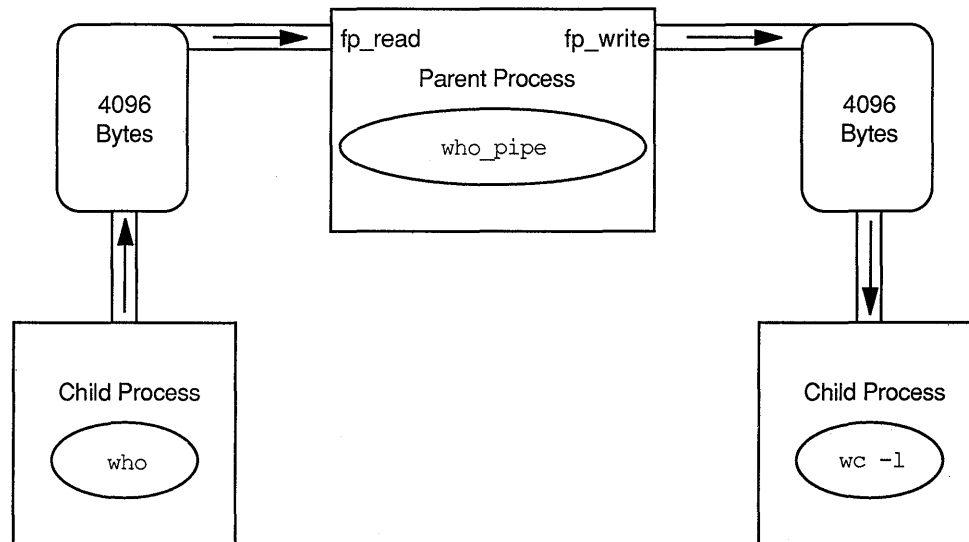 fp_read
fp_write
Parent Process
who_pipe
4096
Bytes
4096
Bytes
Child Process
who
Child Process
wc -l